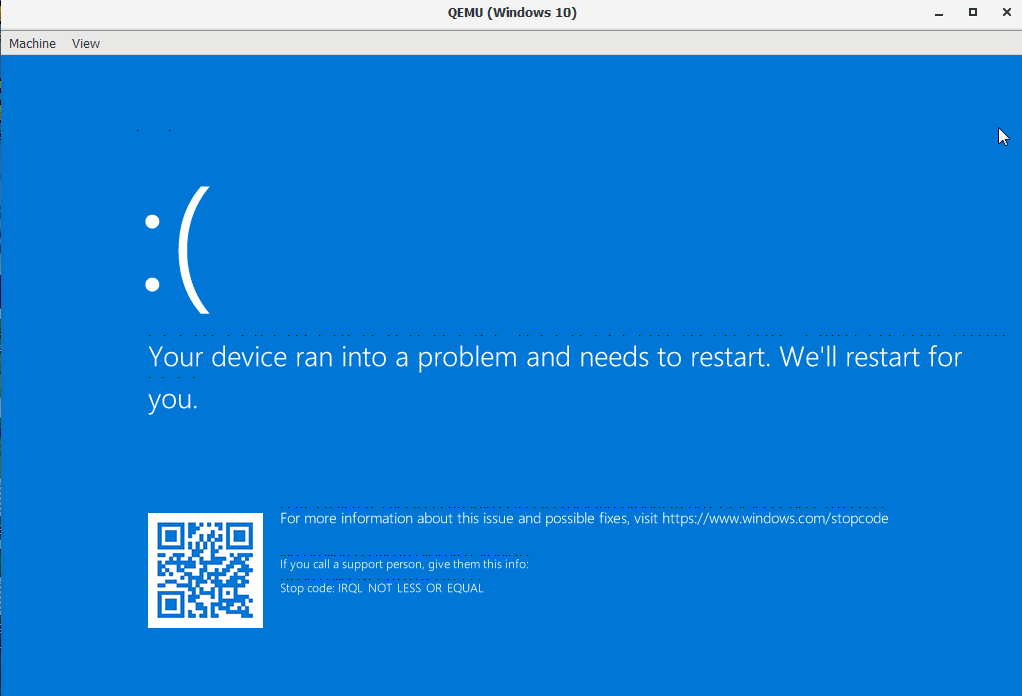 QEMU (Windows 10)
Machine View
:(
Your device ran into a problem and needs to restart. We'll restart for
you.
For more information about this issue and possible fixes, visit https://www.windows.com/stopcode
If you call a support person, give them this info:
Stop code: IRQL NOT LESS OR EQUAL